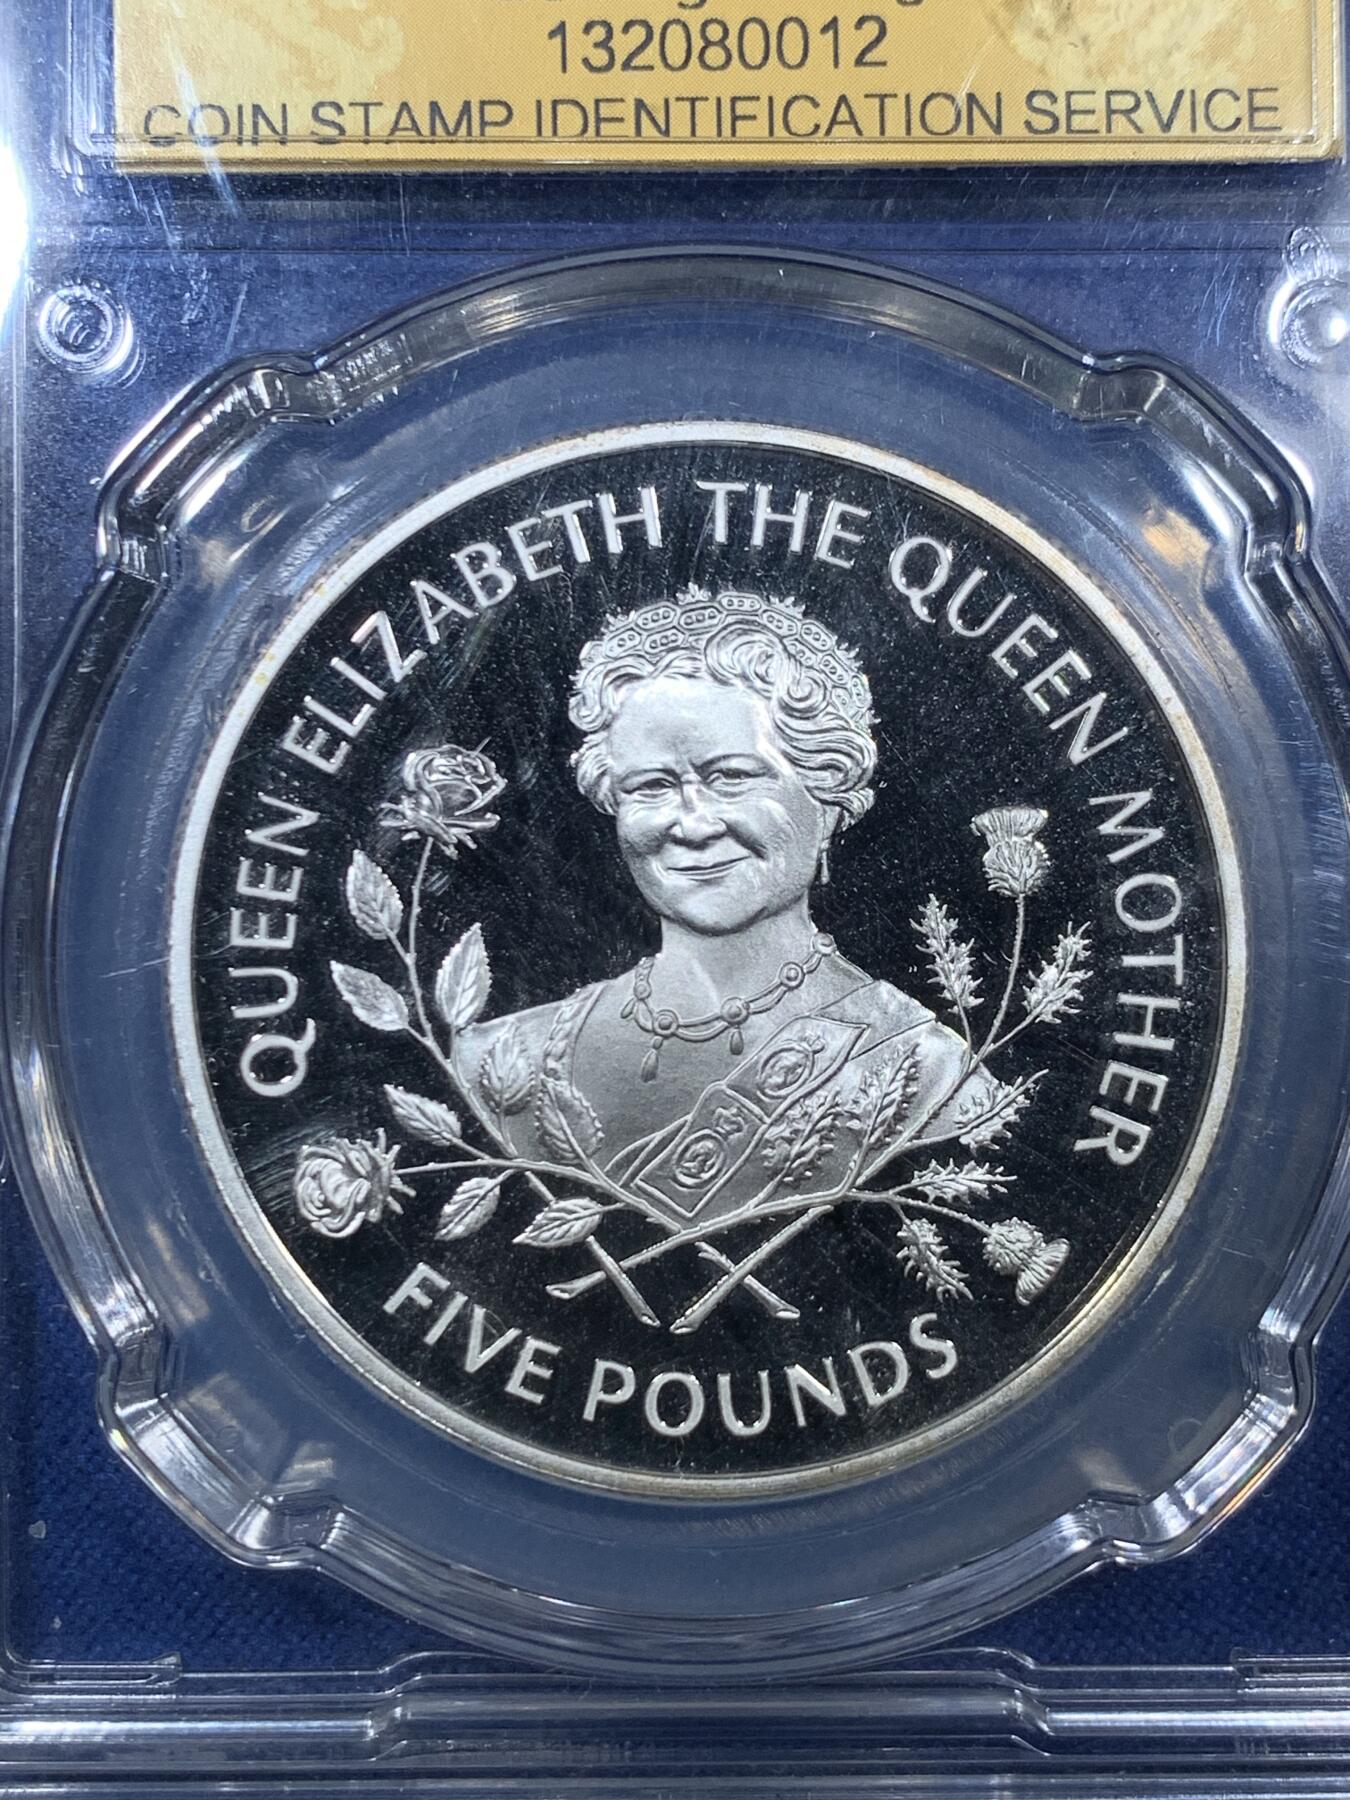 132080012
COIN STAMP IDENTIFICATION SERVICE
QUEEN ELIZABETH THE QUEEN MOTHER
FIVE POUNDS